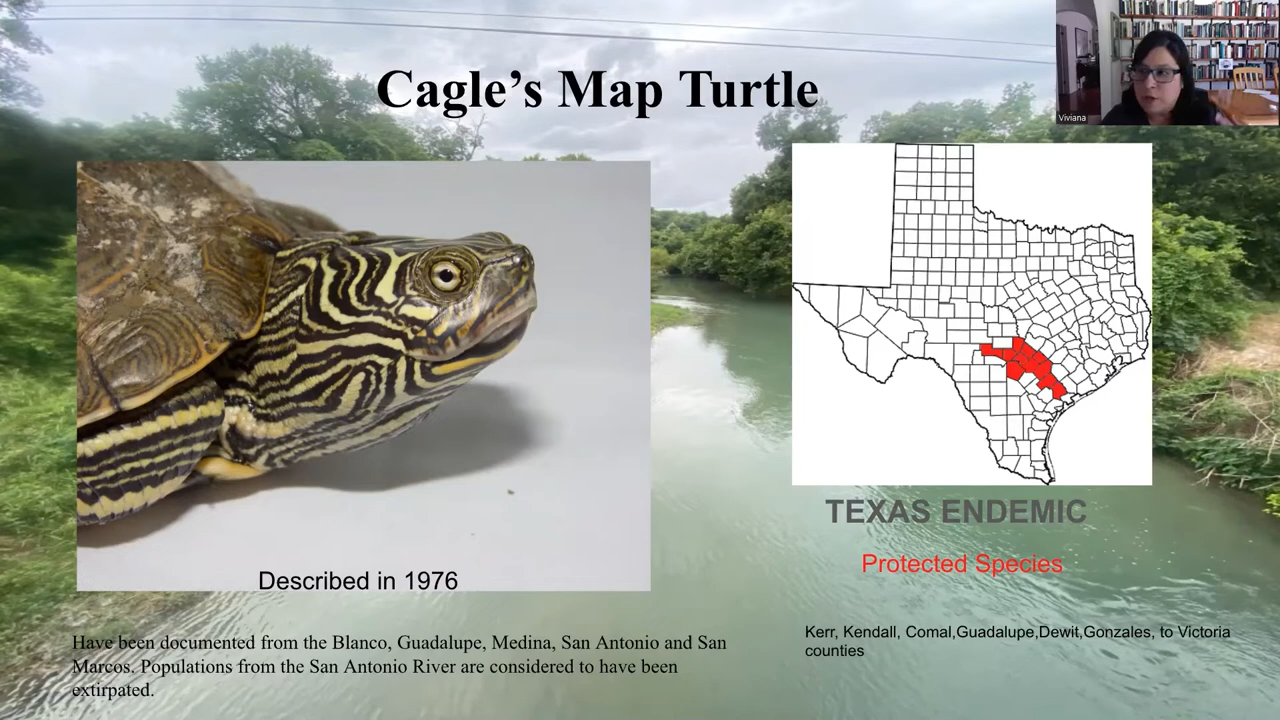 Cagle’s Map Turtle
Viviana
Described in 1976
TEXAS ENDEMIC
Protected Species
Have been documented from the Blanco, Guadalupe, Medina, San Antonio and San
Marcos. Populations from the San Antonio River are considered to have been
extirpated.
Kerr, Kendall, Comal,Guadalupe,Dewit,Gonzales, to Victoria
counties